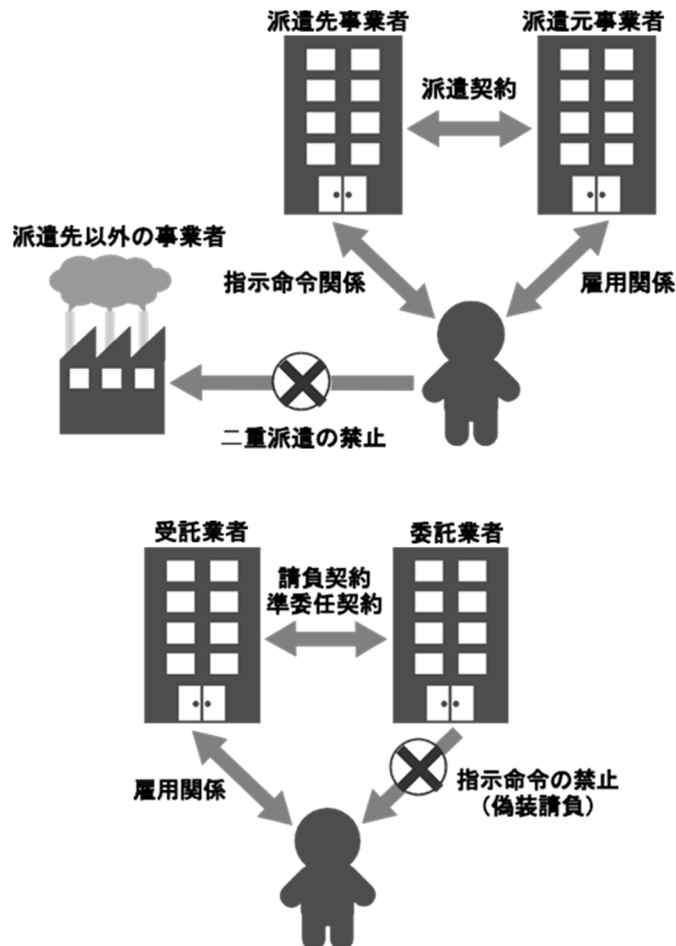 派遣先事業者
派遣元事業者
派遣契約
派遣先以外の事業者
指示命令関係
雇用関係
二重派遣の禁止
受託業者
委託業者
請負契約
準委任契約
雇用関係
指示命令の禁止
（偽装請負）